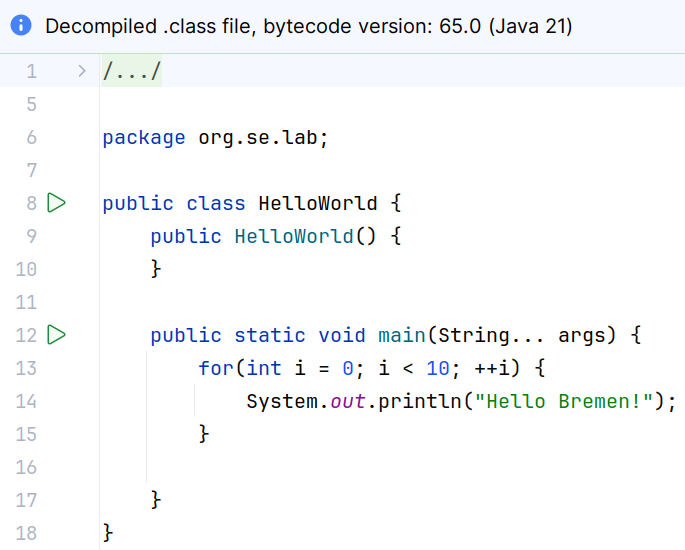 Decompiled .class file, bytecode version: 65.0 (Java 21)
1 /.../
5
6 package org.se.lab;
7
8 public class HelloWorld {
9 public HelloWorld() {
10 }
11
12 public static void main(String... args) {
13 for(int i = 0; i < 10; ++i) {
14 System.out.println("Hello Bremen!");
15 }
16
17 }
18 }